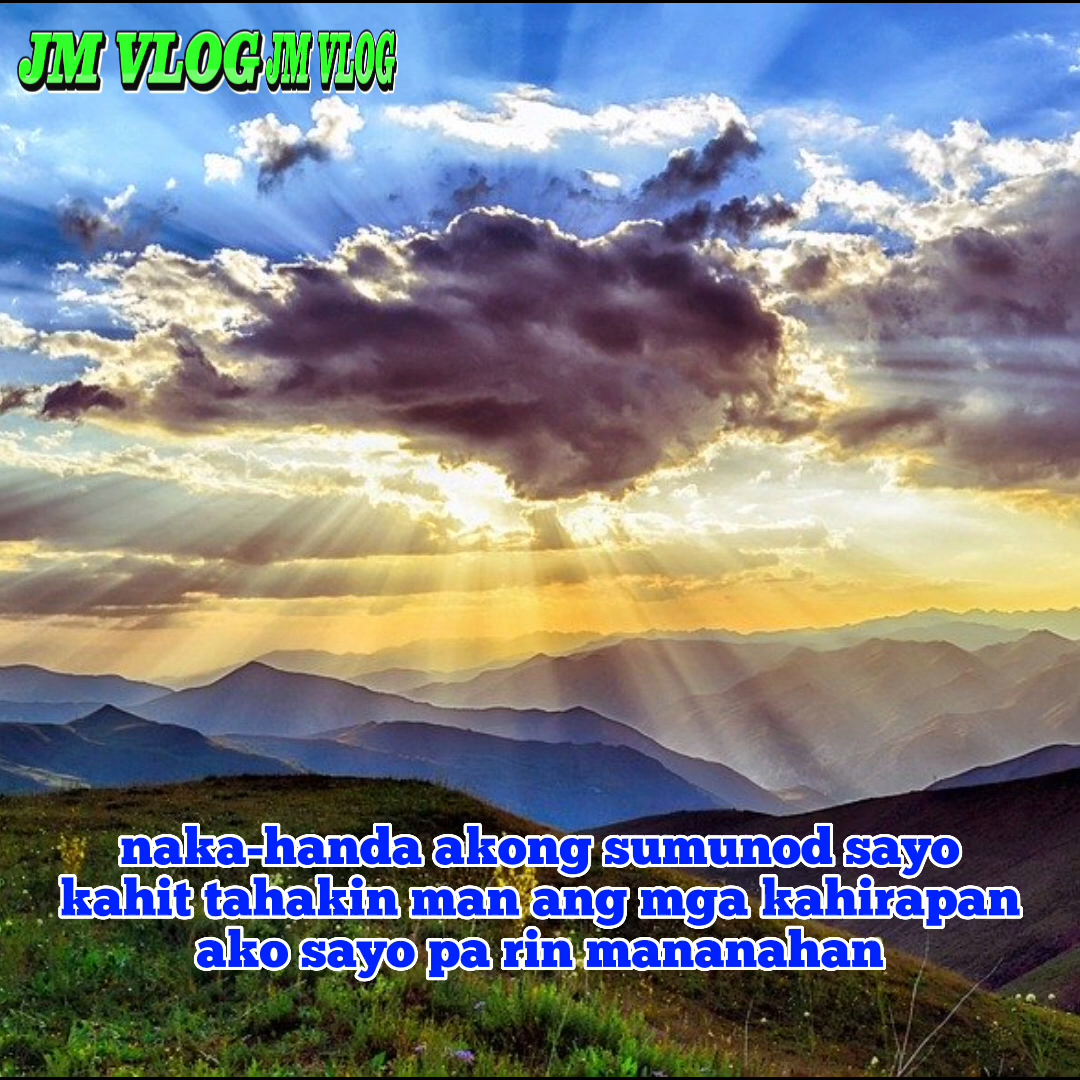 JM VLOG JM VLOG
naka-handa akong sumunod sayo
kahit tahakin man ang mga kahirapan
ako sayo pa rin mananahan